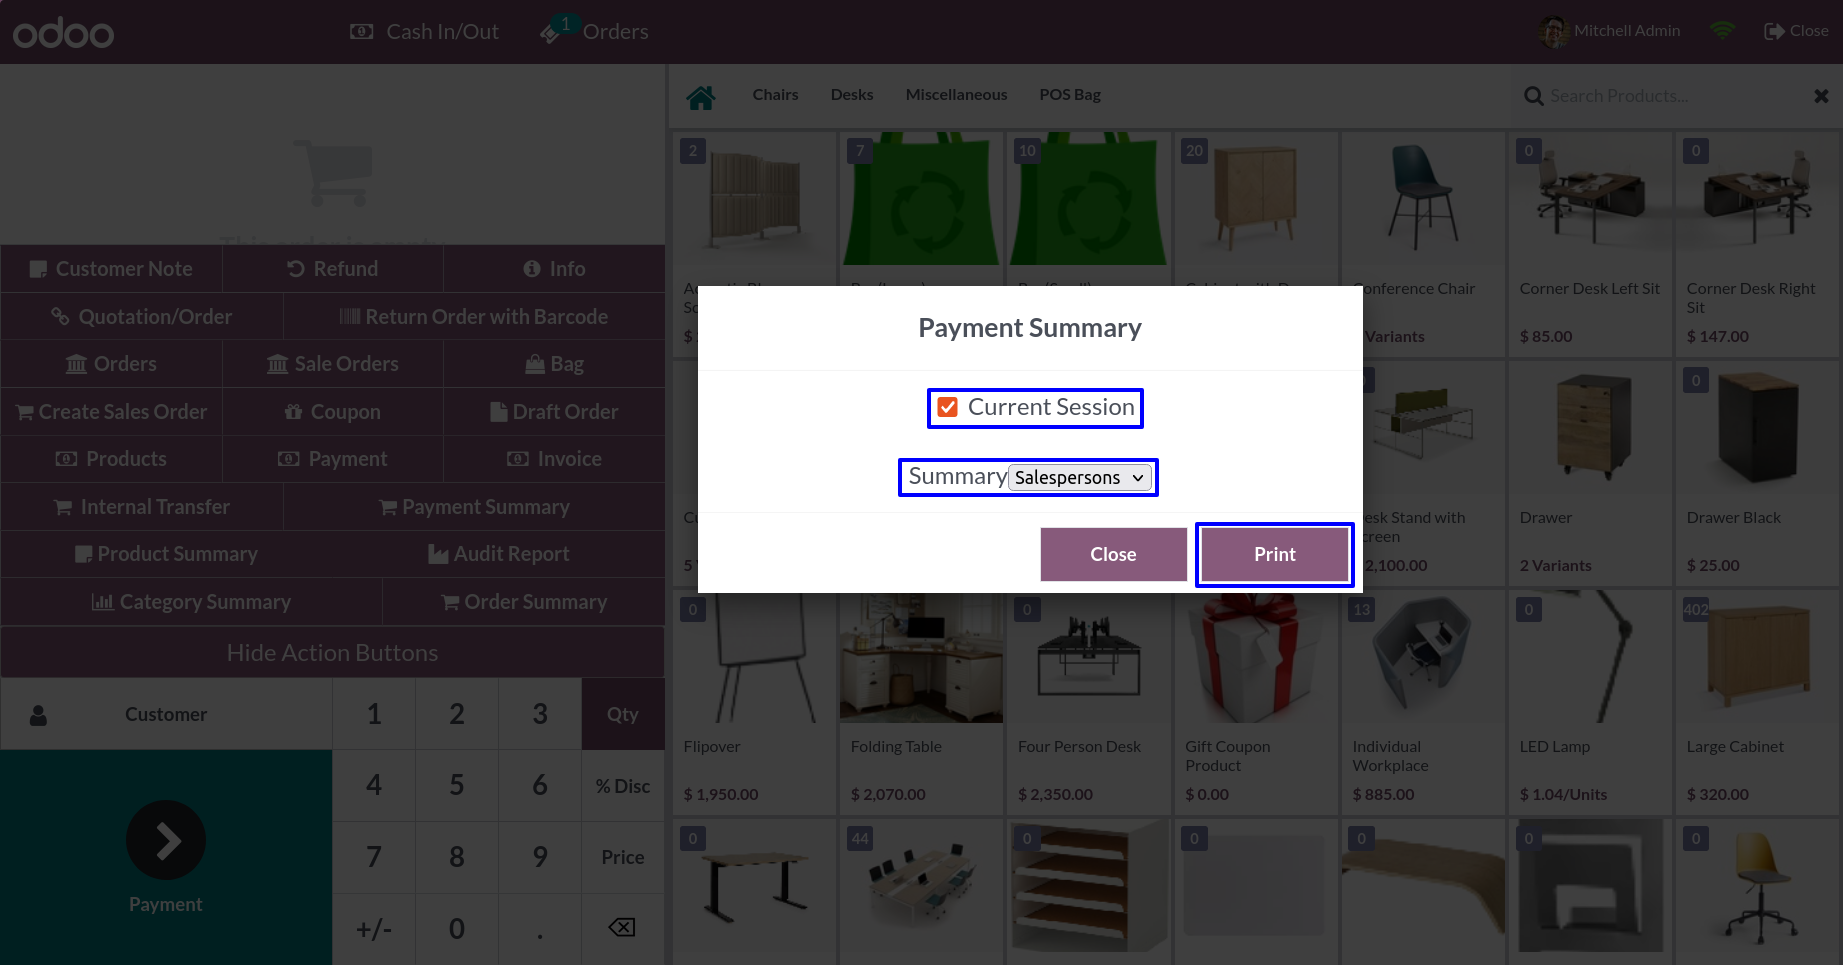 odoo
Cash In/Out
1
Orders
Mitchell Admin
Close
Chairs
Desks
Miscellaneous
POS Bag
Search Products...
This order is empty
Customer Note
Refund
Info
Quotation/Order
Return Order with Barcode
Orders
Sale Orders
Bag
Create Sales Order
Coupon
Draft Order
Products
Payment
Invoice
Internal Transfer
Payment Summary
Product Summary
Audit Report
Category Summary
Order Summary
Hide Action Buttons
Customer
1 2 3 Qty
4 5 6 % Disc
7 8 9 Price
+/- 0 .
Payment
2
7
10
20
0
0
Conference Chair
Variants
Corner Desk Left Sit
$ 85.00
Corner Desk Right
Sit
$ 147.00
Payment Summary
Current Session
Summary Salespersons
Close
Print
0
Desk Stand with
Screen
2,100.00
Drawer
2 Variants
Drawer Black
$ 25.00
0
Flipover
$ 1,950.00
Folding Table
$ 2,070.00
0
Four Person Desk
$ 2,350.00
Gift Coupon
Product
$ 0.00
13
Individual
Workplace
$ 885.00
0
LED Lamp
$ 1.04/Units
402
Large Cabinet
$ 320.00
0
44
0
0
0
0
0